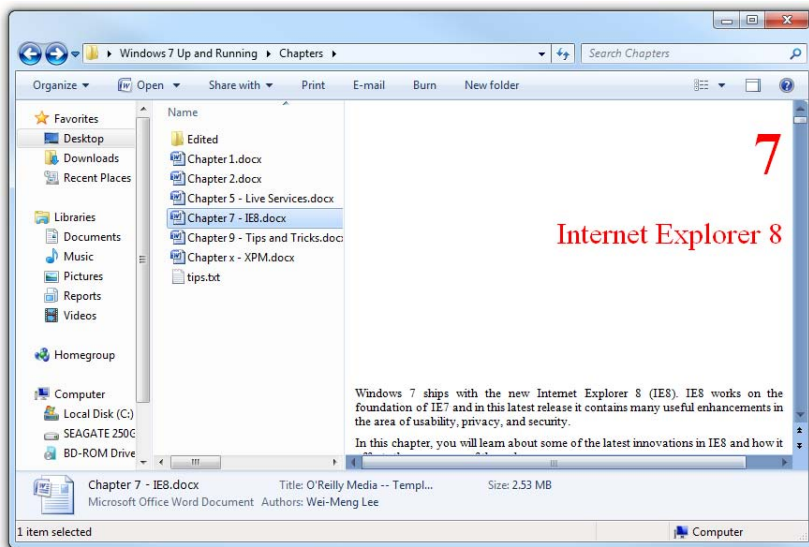 Windows 7 Up and Running Chapters
Search Chapters
Organize Open Share with Print E-mail Burn New folder
Favorites
Desktop
Downloads
Recent Places
Libraries
Documents
Music
Pictures
Reports
Videos
Homegroup
Computer
Local Disk (C:)
SEAGATE 250G
BD-ROM Drive
Name
Edited
Chapter 1.docx
Chapter 2.docx
Chapter 5 - Live Services.docx
Chapter 7 - IE8.docx
Chapter 9 - Tips and Tricks.doc
Chapter x - XPM.docx
tips.txt
7
Internet Explorer 8
Windows 7 ships with the new Internet Explorer 8 (IE8). IE8 works on the
foundation of IE7 and in this latest release it contains many useful enhancements in
the area of usability, privacy, and security.
In this chapter, you will learn about some of the latest innovations in IE8 and how it
Chapter 7 - IE8.docx Title: O'Reilly Media -- Templ... Size: 2.53 MB
Microsoft Office Word Document Authors: Wei-Meng Lee
1 item selected Computer